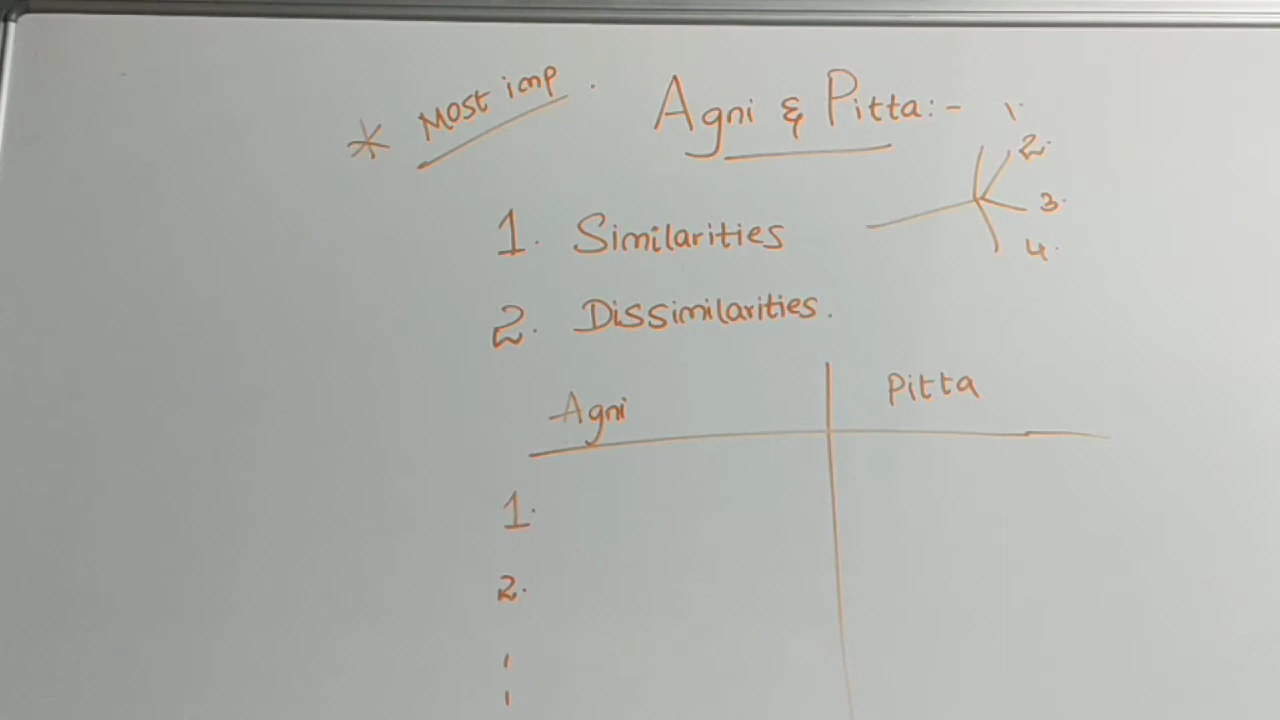 * Most imp.
Agni & Pitta:-
1.
2.
3.
4.
1. Similarities
2. Dissimilarities.
Agni Pitta
1.
2.